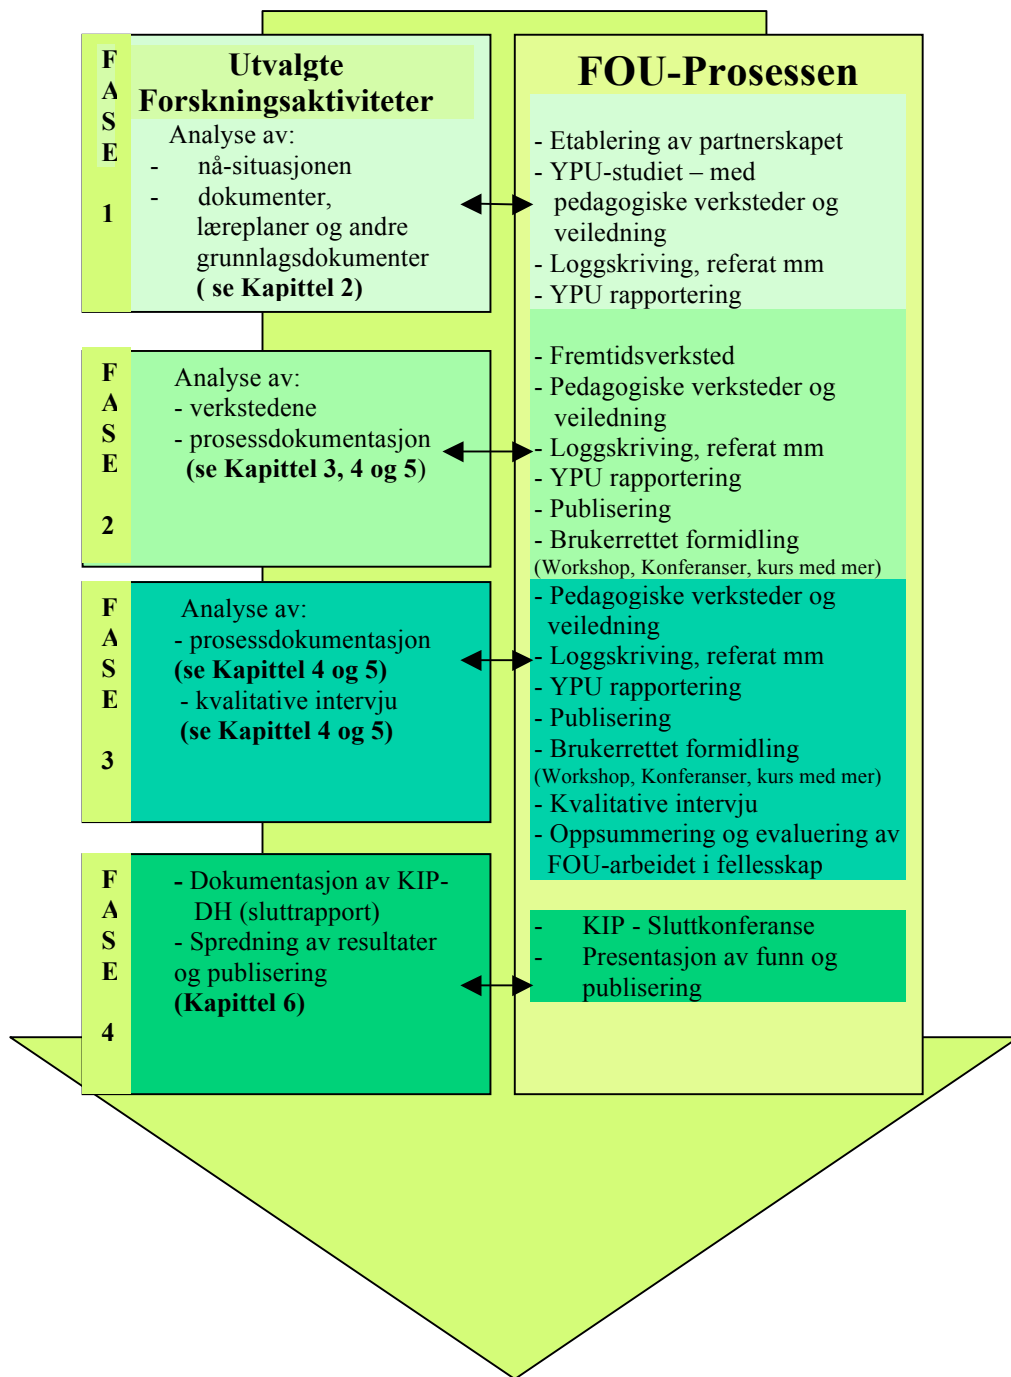 F
A
S
E
1
Utvalgte
Forskningsaktiviteter
Analyse av:
- nå-situasjonen
- dokumenter,
læreplaner og andre
grunnlagsdokumenter
( se Kapittel 2)
F
A
S
E
2
Analyse av:
- verkstedene
- prosessdokumentasjon
(se Kapittel 3, 4 og 5)
F
A
S
E
3
Analyse av:
- prosessdokumentasjon
(se Kapittel 4 og 5)
- kvalitative intervju
(se Kapittel 4 og 5)
F
A
S
E
4
- Dokumentasjon av KIP-
DH (sluttrapport)
- Spredning av resultater
og publisering
(Kapittel 6)
FOU-Prosessen
- Etablering av partnerskapet
- YPU-studiet – med
pedagogiske verksteder og
veiledning
- Loggskriving, referat mm
- YPU rapportering
- Fremtidsverksted
- Pedagogiske verksteder og
veiledning
- Loggskriving, referat mm
- YPU rapportering
- Publisering
- Brukerrettet formidling
(Workshop, Konferanser, kurs med mer)
- Pedagogiske verksteder og
veiledning
- Loggskriving, referat mm
- YPU rapportering
- Publisering
- Brukerrettet formidling
(Workshop, Konferanser, kurs med mer)
- Kvalitative intervju
- Oppsummering og evaluering av
FOU-arbeidet i fellesskap
- KIP - Sluttkonferanse
- Presentasjon av funn og
publisering